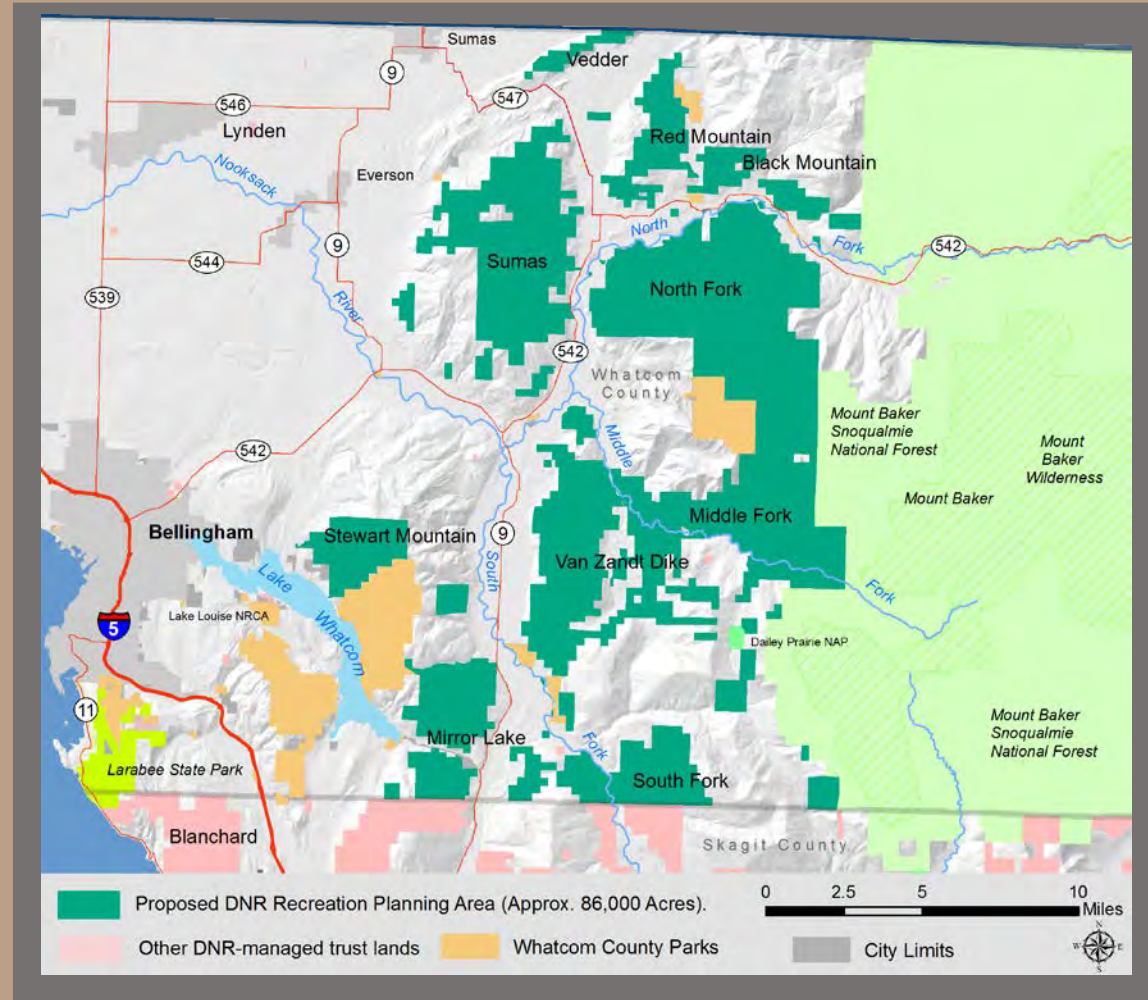 Sumas
Vedder
9
547
546
Lynden
Red Mountain
Black Mountain
Nooksack
Everson
North
Fork
542
9
544
Sumas
North Fork
539
River
542
Whatcom
County
Mount Baker
Snoqualmie
National Forest
Mount
Baker
Wilderness
Middle
542
Mount Baker
Middle Fork
Bellingham
Stewart Mountain
9
South
Van Zandt Dike
Lake
Whatcom
Fork
Lake Louise NRCA
5
Dailey Prairie NAP
11
Mirror Lake
Fork
Mount Baker
Snoqualmie
National Forest
Larabee State Park
South Fork
Blanchard
Skagit County
Proposed DNR Recreation Planning Area (Approx. 86,000 Acres).
0 2.5 5 10
Miles
Other DNR-managed trust lands
Whatcom County Parks
City Limits
N
W E
S